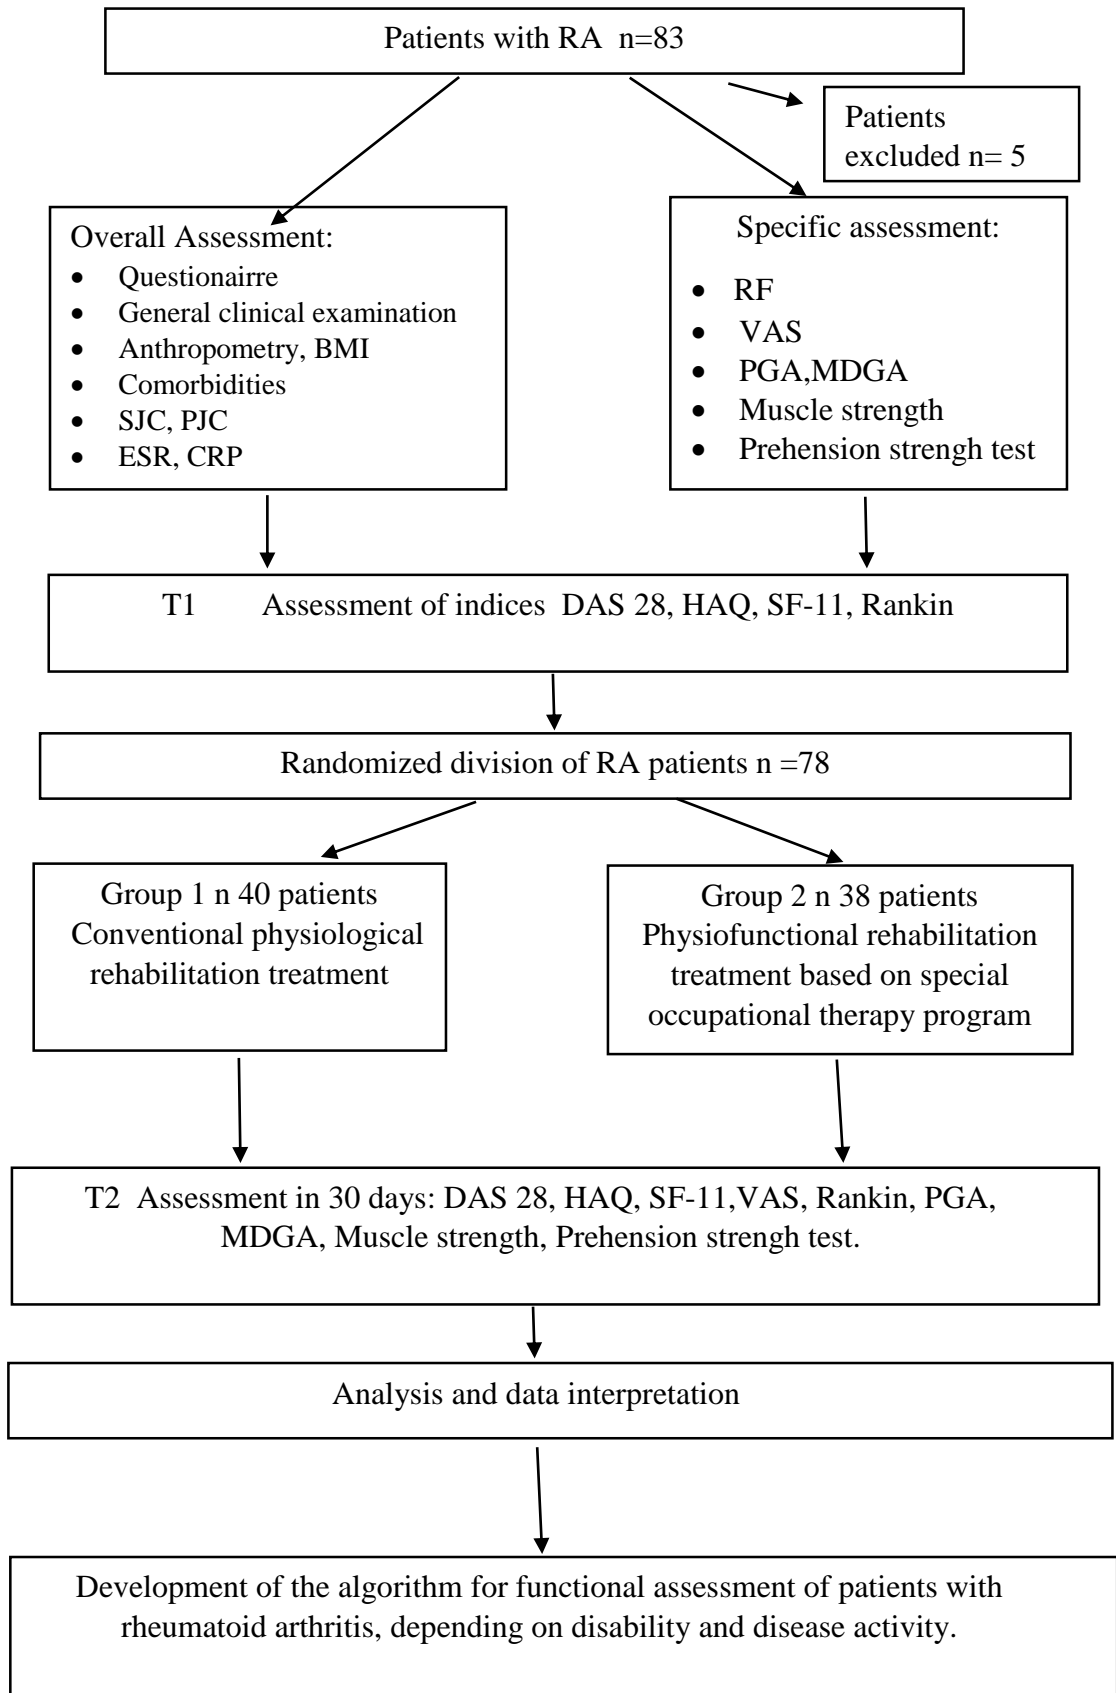 Patients with RA n=83
Patients
excluded n= 5
Overall Assessment:
• Questionairre
• General clinical examination
• Anthropometry, BMI
• Comorbidities
• SJC, PJC
• ESR, CRP
Specific assessment:
• RF
• VAS
• PGA,MDGA
• Muscle strength
• Prehension strengh test
T1 Assessment of indices DAS 28, HAQ, SF-11, Rankin
Randomized division of RA patients n =78
Group 1 n 40 patients
Conventional physiological
rehabilitation treatment
Group 2 n 38 patients
Physiofunctional rehabilitation
treatment based on special
occupational therapy program
T2 Assessment in 30 days: DAS 28, HAQ, SF-11,VAS, Rankin, PGA,
MDGA, Muscle strength, Prehension strengh test.
Analysis and data interpretation
Development of the algorithm for functional assessment of patients with
rheumatoid arthritis, depending on disability and disease activity.